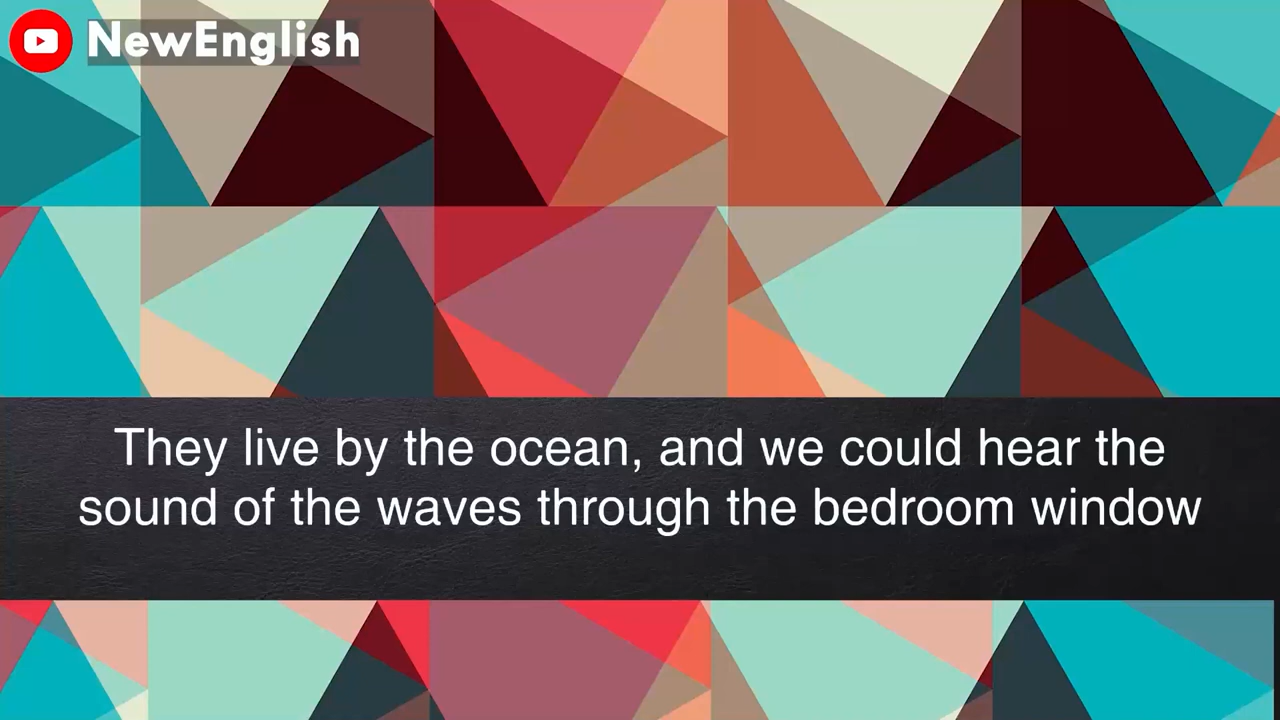 NewEnglish
They live by the ocean, and we could hear the
sound of the waves through the bedroom window